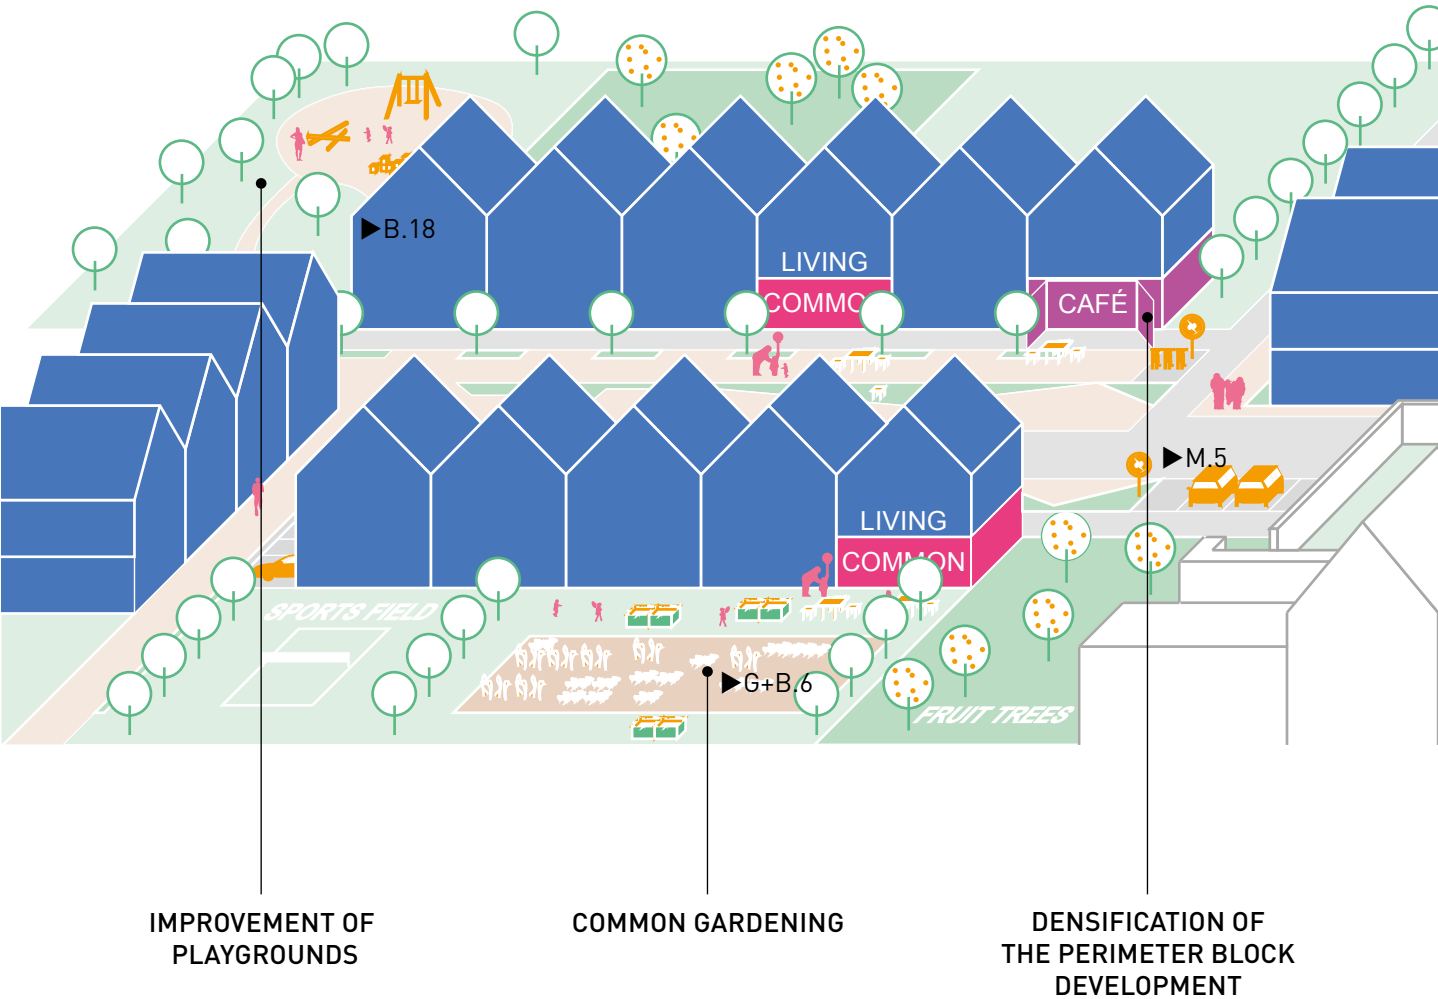 ▶B.18
LIVING
COMMO
CAFÉ
▶M.5
LIVING
COMMON
SPORTS FIELD
▶G+B.6
FRUIT TREES
IMPROVEMENT OF
PLAYGROUNDS
COMMON GARDENING
DENSIFICATION OF
THE PERIMETER BLOCK
DEVELOPMENT